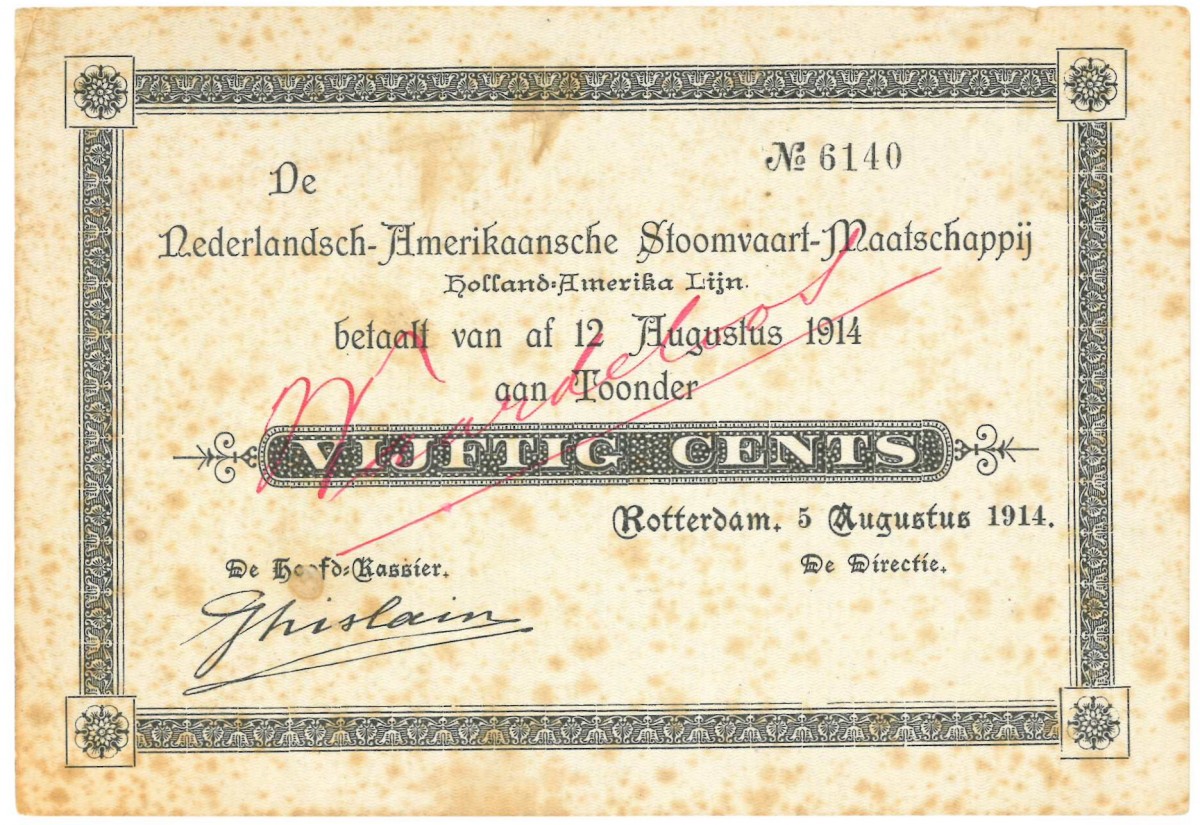 № 6140
De
Nederlandsch-Amerikaansche Stoomvaart-Maatschappij
Holland-Amerika Lijn.
betaalt van af 12 Augustus 1914
aan Toonder
VIJFTIG CENTS
Waardeloos
Rotterdam, 5 Augustus 1914.
De Hoofd-Kassier,
De Directie,
Ghislain